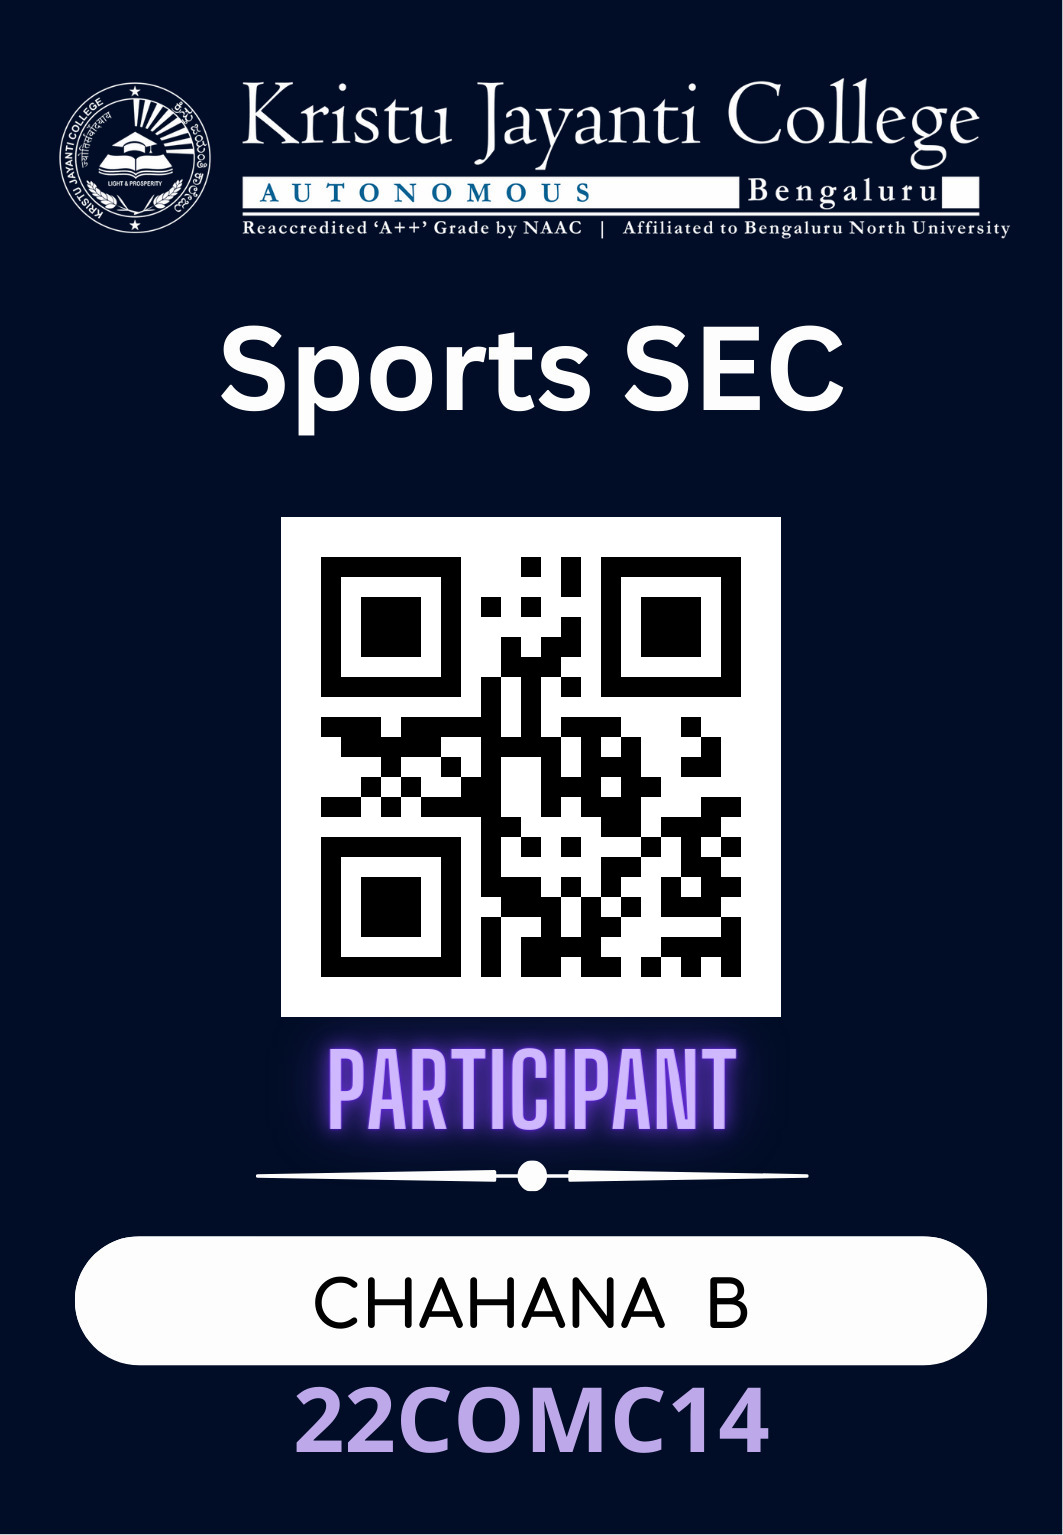 Kristu Jayanti College
AUTONOMOUS Bengaluru
Reaccredited ‘A++’ Grade by NAAC | Affiliated to Bengaluru North University
KRISTU JAYANTI COLLEGE
ಕ್ರಿಸ್ತು ಜಯಂತಿ ಕಾಲೇಜು
LIGHT & PROSPERITY
Sports SEC
PARTICIPANT
CHAHANA B
22COMC14